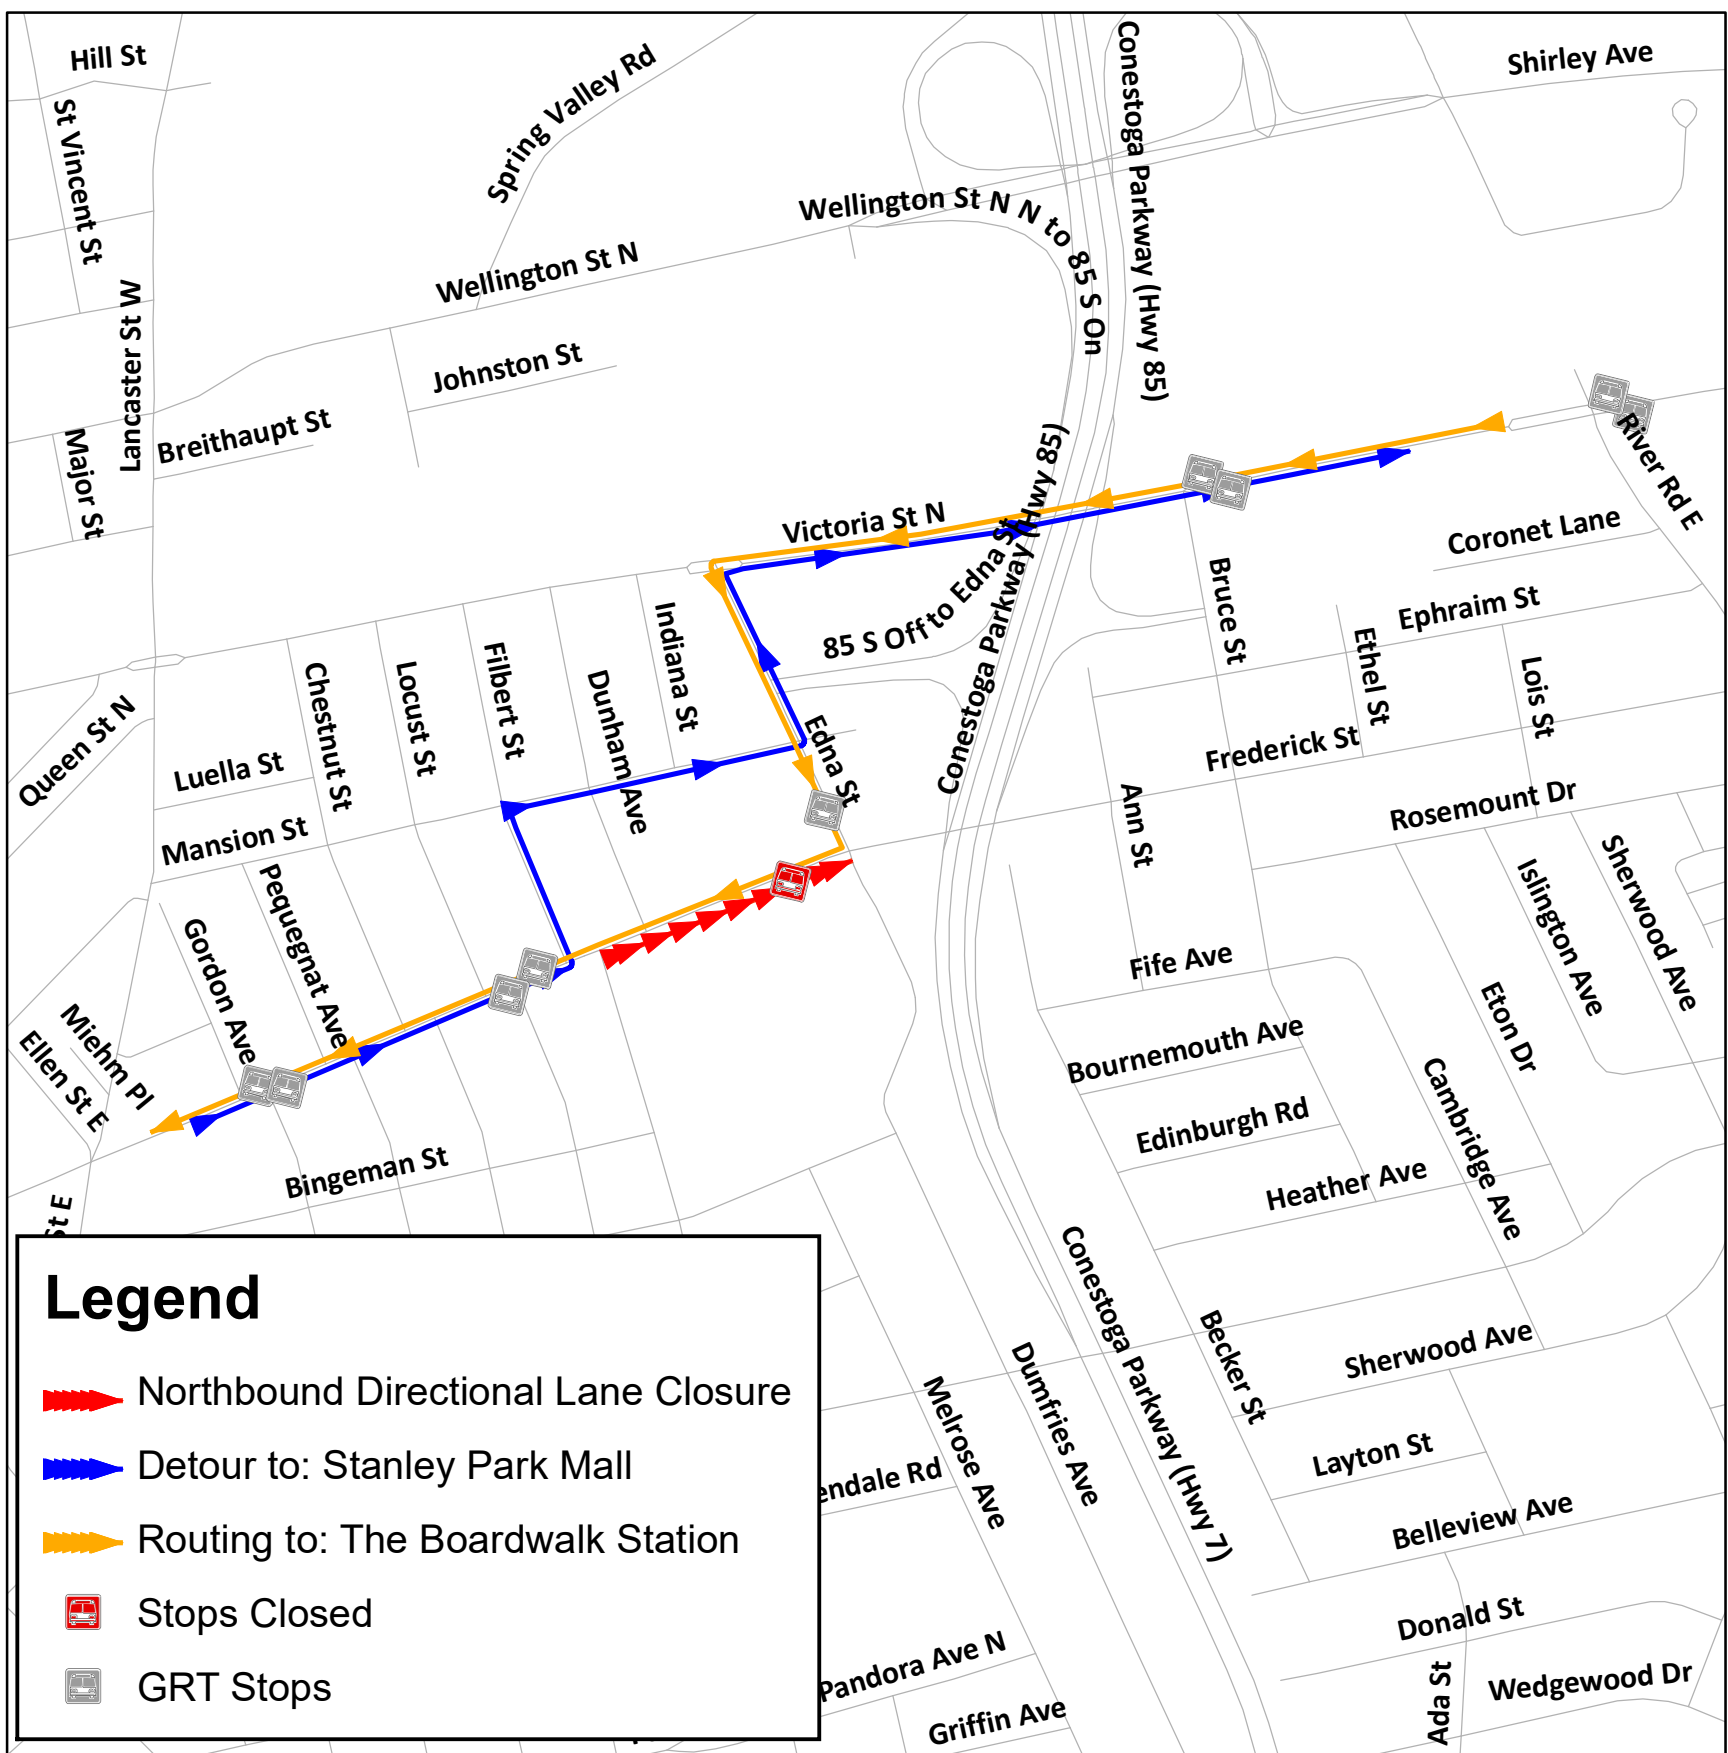 Hill St
St Vincent St
Spring Valley Rd
Conestoga Parkway (Hwy 85)
Shirley Ave
Wellington St N
N to 85 S On
Wellington St N
Lancaster St W
Johnston St
Breithaupt St
Major St
Conestoga Parkway (Hwy 85)
Victoria St N
85 S Off to Edna St
River Rd E
Coronet Lane
Bruce St
Ephraim St
Ethel St
Lois St
Indiana St
Filbert St
Locust St
Chestnut St
Dunham Ave
Queen St N
Luella St
Edna St
Frederick St
Ann St
Rosemount Dr
Mansion St
Pequegnat Ave
Gordon Ave
Islington Ave
Sherwood Ave
Fife Ave
Eton Dr
Miehm Pl
Ellen St E
Bournemouth Ave
Cambridge Ave
Edinburgh Rd
Bingeman St
Heather Ave
St E
Conestoga Parkway (Hwy 7)
Becker St
Sherwood Ave
Dumfries Ave
Melrose Ave
Layton St
endale Rd
Belleview Ave
Donald St
Pandora Ave N
Griffin Ave
Ada St
Wedgewood Dr
Legend
Northbound Directional Lane Closure
Detour to: Stanley Park Mall
Routing to: The Boardwalk Station
Stops Closed
GRT Stops